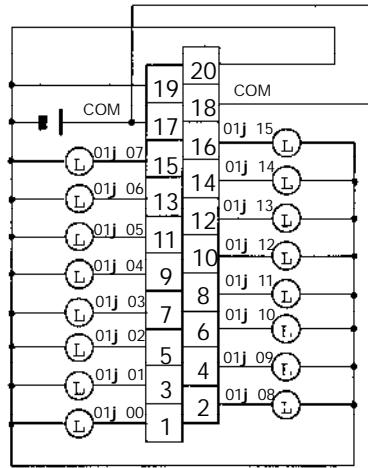 20
19
COM
18
COM
17
01j 15
16
L
01j 07
15
L
01j 14
14
L
01j 06
13
L
01j 13
12
L
01j 05
11
L
01j 12
10
L
01j 04
9
L
01j 11
8
L
01j 03
7
L
01j 10
6
L
01j 02
5
L
01j 09
4
L
01j 01
3
L
01j 08
2
L
01j 00
1
L